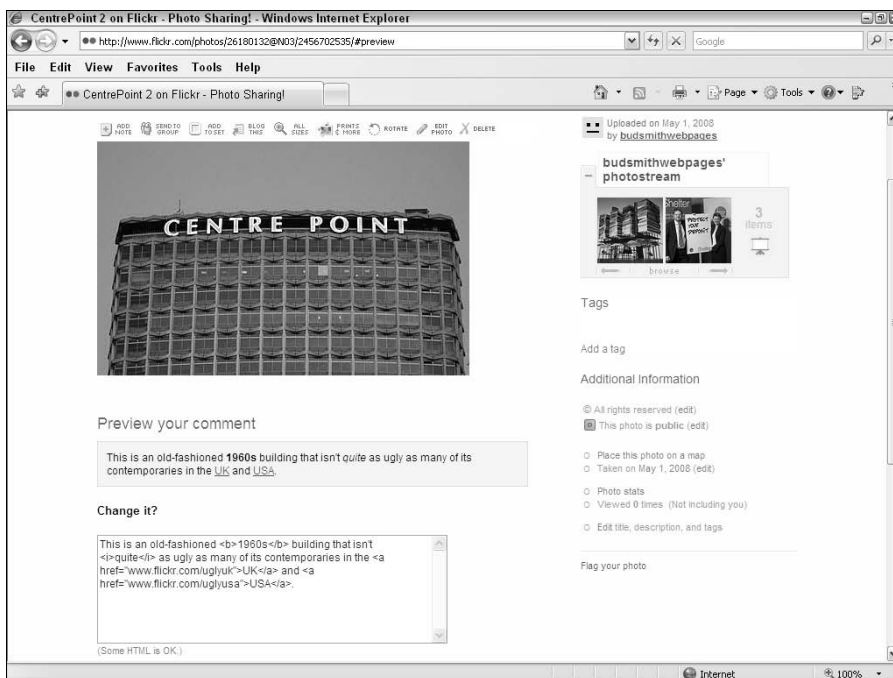 CentrePoint 2 on Flickr - Photo Sharing! - Windows Internet Explorer
http://www.flickr.com/photos/26180132@N03/2456702535/#preview
Google
File Edit View Favorites Tools Help
CentrePoint 2 on Flickr - Photo Sharing!
Page Tools
ADD NOTE
SEND TO GROUP
ADD TO SET
BLOG THIS
ALL SIZES
PRINTS & MORE
ROTATE
EDIT PHOTO
DELETE
CENTRE POINT
Preview your comment
This is an old-fashioned 1960s building that isn't quite as ugly as many of its
contemporaries in the UK and USA.
Change it?
This is an old-fashioned <b>1960s</b> building that isn't
<i>quite</i> as ugly as many of its contemporaries in the <a
href="www.flickr.com/uglyuk">UK</a> and <a
href="www.flickr.com/uglyusa">USA</a>.
(Some HTML is OK.)
Uploaded on May 1, 2008
by budsmithwebpages
budsmithwebpages'
photostream
Shelter
PROTECT
YOUR
DEPOSIT
3
items
browse
Tags
Add a tag
Additional Information
© All rights reserved (edit)
This photo is public (edit)
Place this photo on a map
Taken on May 1, 2008 (edit)
Photo stats
Viewed 0 times (Not including you)
Edit title, description, and tags
Flag your photo
Internet
100%